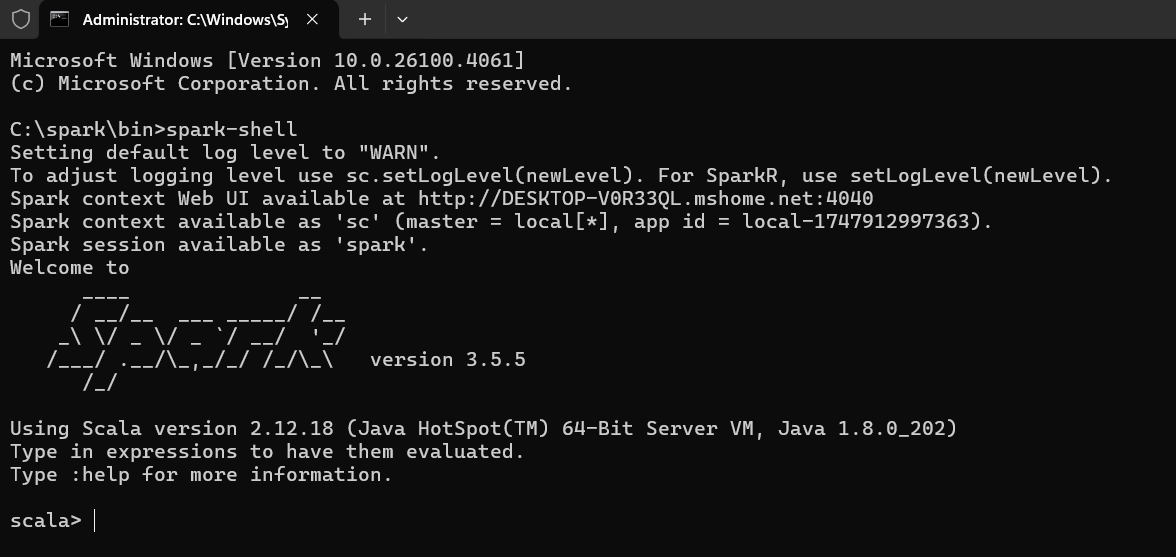 Administrator: C:\Windows\Sy
Microsoft Windows [Version 10.0.26100.4061]
(c) Microsoft Corporation. All rights reserved.
C:\spark\bin>spark-shell
Setting default log level to "WARN".
To adjust logging level use sc.setLogLevel(newLevel). For SparkR, use setLogLevel(newLevel).
Spark context Web UI available at http://DESKTOP-V0R33QL.mshome.net:4040
Spark context available as 'sc' (master = local[*], app id = local-1747912997363).
Spark session available as 'spark'.
Welcome to
      ____              __
     / __/__  ___ _____/ /__
    _\ \/ _ \/ _ `/ __/  '_/
   /___/ .__/\_,_/_/ /_/\_\   version 3.5.5
      /_/
Using Scala version 2.12.18 (Java HotSpot(TM) 64-Bit Server VM, Java 1.8.0_202)
Type in expressions to have them evaluated.
Type :help for more information.
scala>